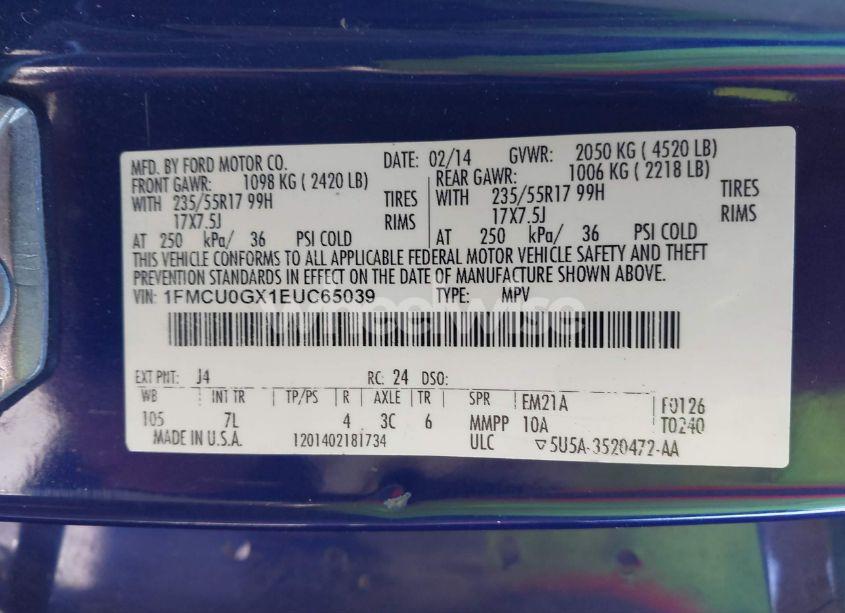 MFD. BY FORD MOTOR CO. DATE: 02/14 GVWR: 2050 KG ( 4520 LB)
FRONT GAWR: 1098 KG ( 2420 LB) REAR GAWR: 1006 KG ( 2218 LB)
WITH 235/55R17 99H TIRES WITH 235/55R17 99H TIRES
17X7.5J RIMS 17X7.5J RIMS
AT 250 kPa/ 36 PSI COLD AT 250 kPa/ 36 PSI COLD
THIS VEHICLE CONFORMS TO ALL APPLICABLE FEDERAL MOTOR VEHICLE SAFETY AND THEFT
PREVENTION STANDARDS IN EFFECT ON THE DATE OF MANUFACTURE SHOWN ABOVE.
VIN: 1FMCU0GX1EUC65039 TYPE: MPV
Wheelwise
EXT PNT: J4 RC: 24 DSO:
WB INT TR TP/PS R AXLE TR SPR EM21A F0126
105 7L 4 3C 6 MMPP 10A T0240
MADE IN U.S.A. 1201402181734 ULC ▽5U5A-3520472-AA